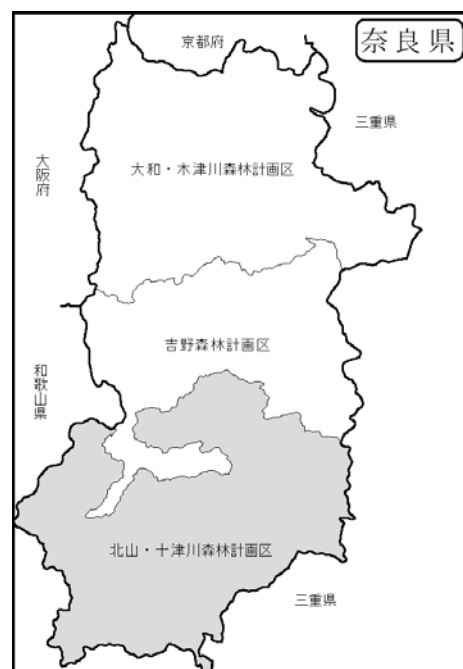 奈良県
京都府
三重県
大阪府
大和・木津川森林計画区
吉野森林計画区
和歌山県
北山・十津川森林計画区
三重県